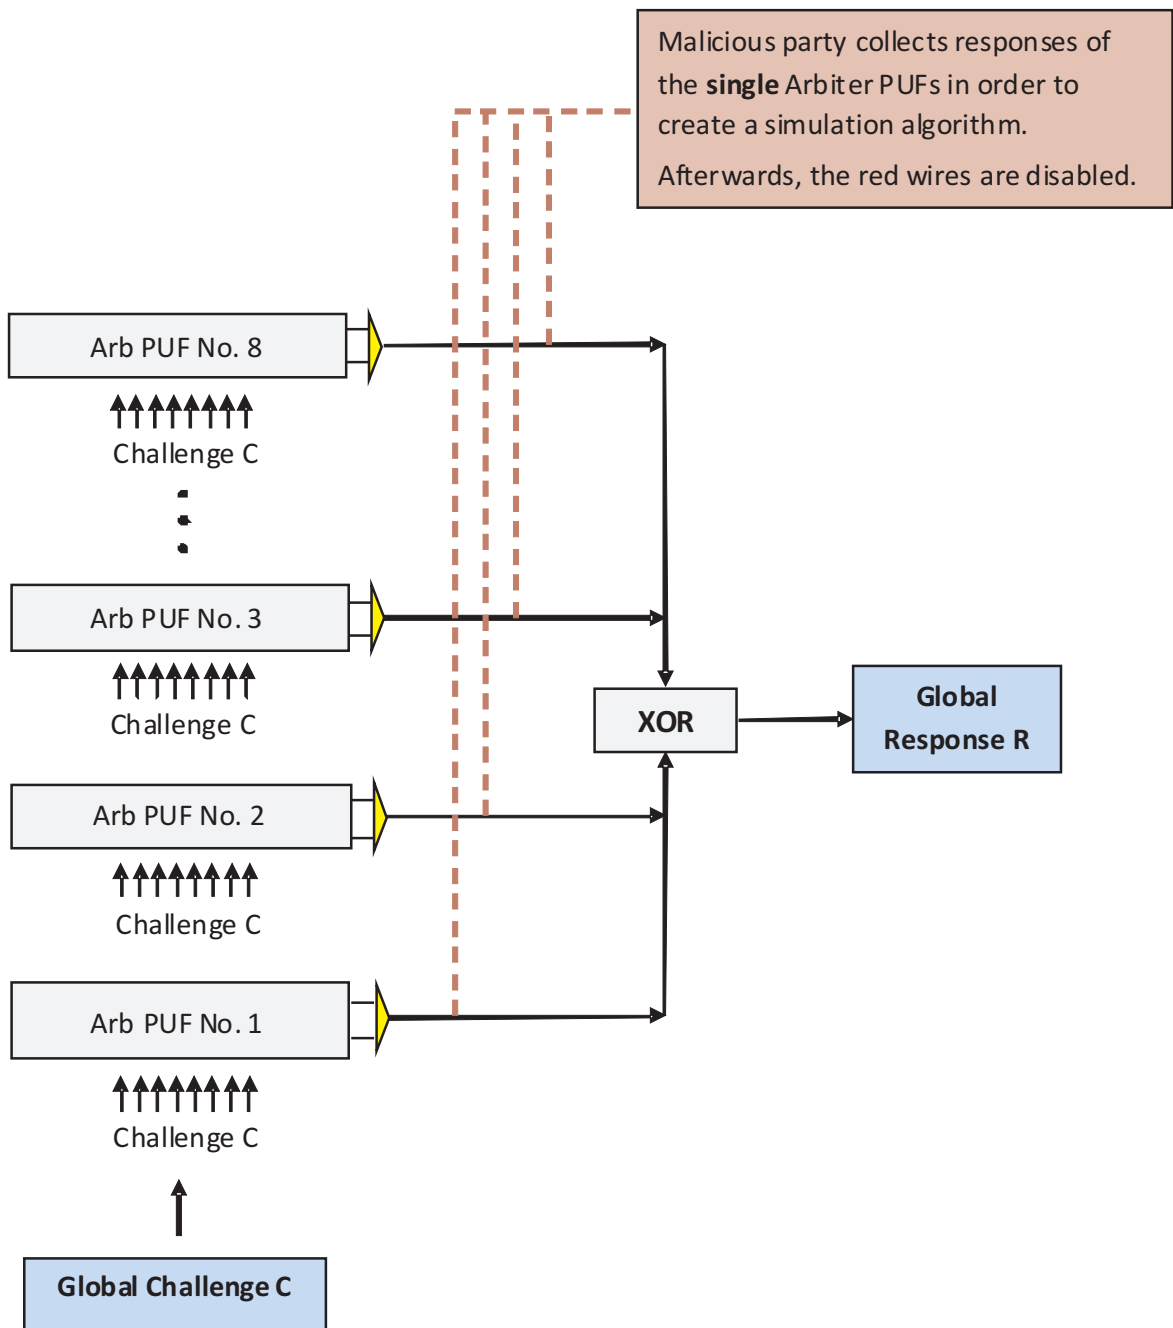 Malicious party collects responses of
the single Arbiter PUFs in order to
create a simulation algorithm.
Afterwards, the red wires are disabled.
Arb PUF No. 8
Challenge C
Arb PUF No. 3
Challenge C
XOR
Global
Response R
Arb PUF No. 2
Challenge C
Arb PUF No. 1
Challenge C
Global Challenge C